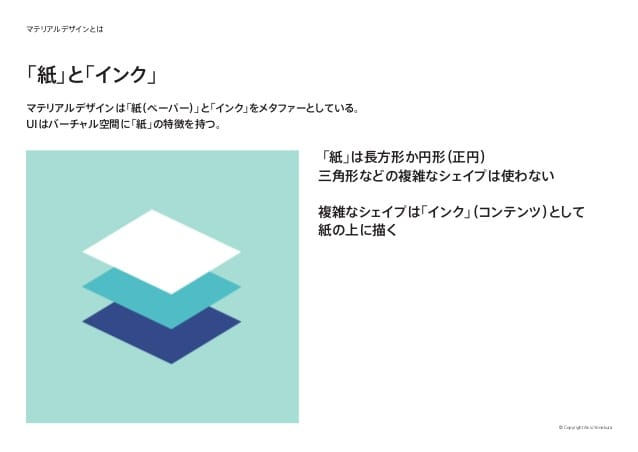 マテリアルデザインとは
「紙」と「インク」
マテリアルデザインは「紙（ペーパー）」と「インク」をメタファーとしている。
UIはバーチャル空間に「紙」の特徴を持つ。
「紙」は長方形か円形（正円）
三角形などの複雑なシェイプは使わない
複雑なシェイプは「インク」（コンテンツ）として
紙の上に描く
© Copyright